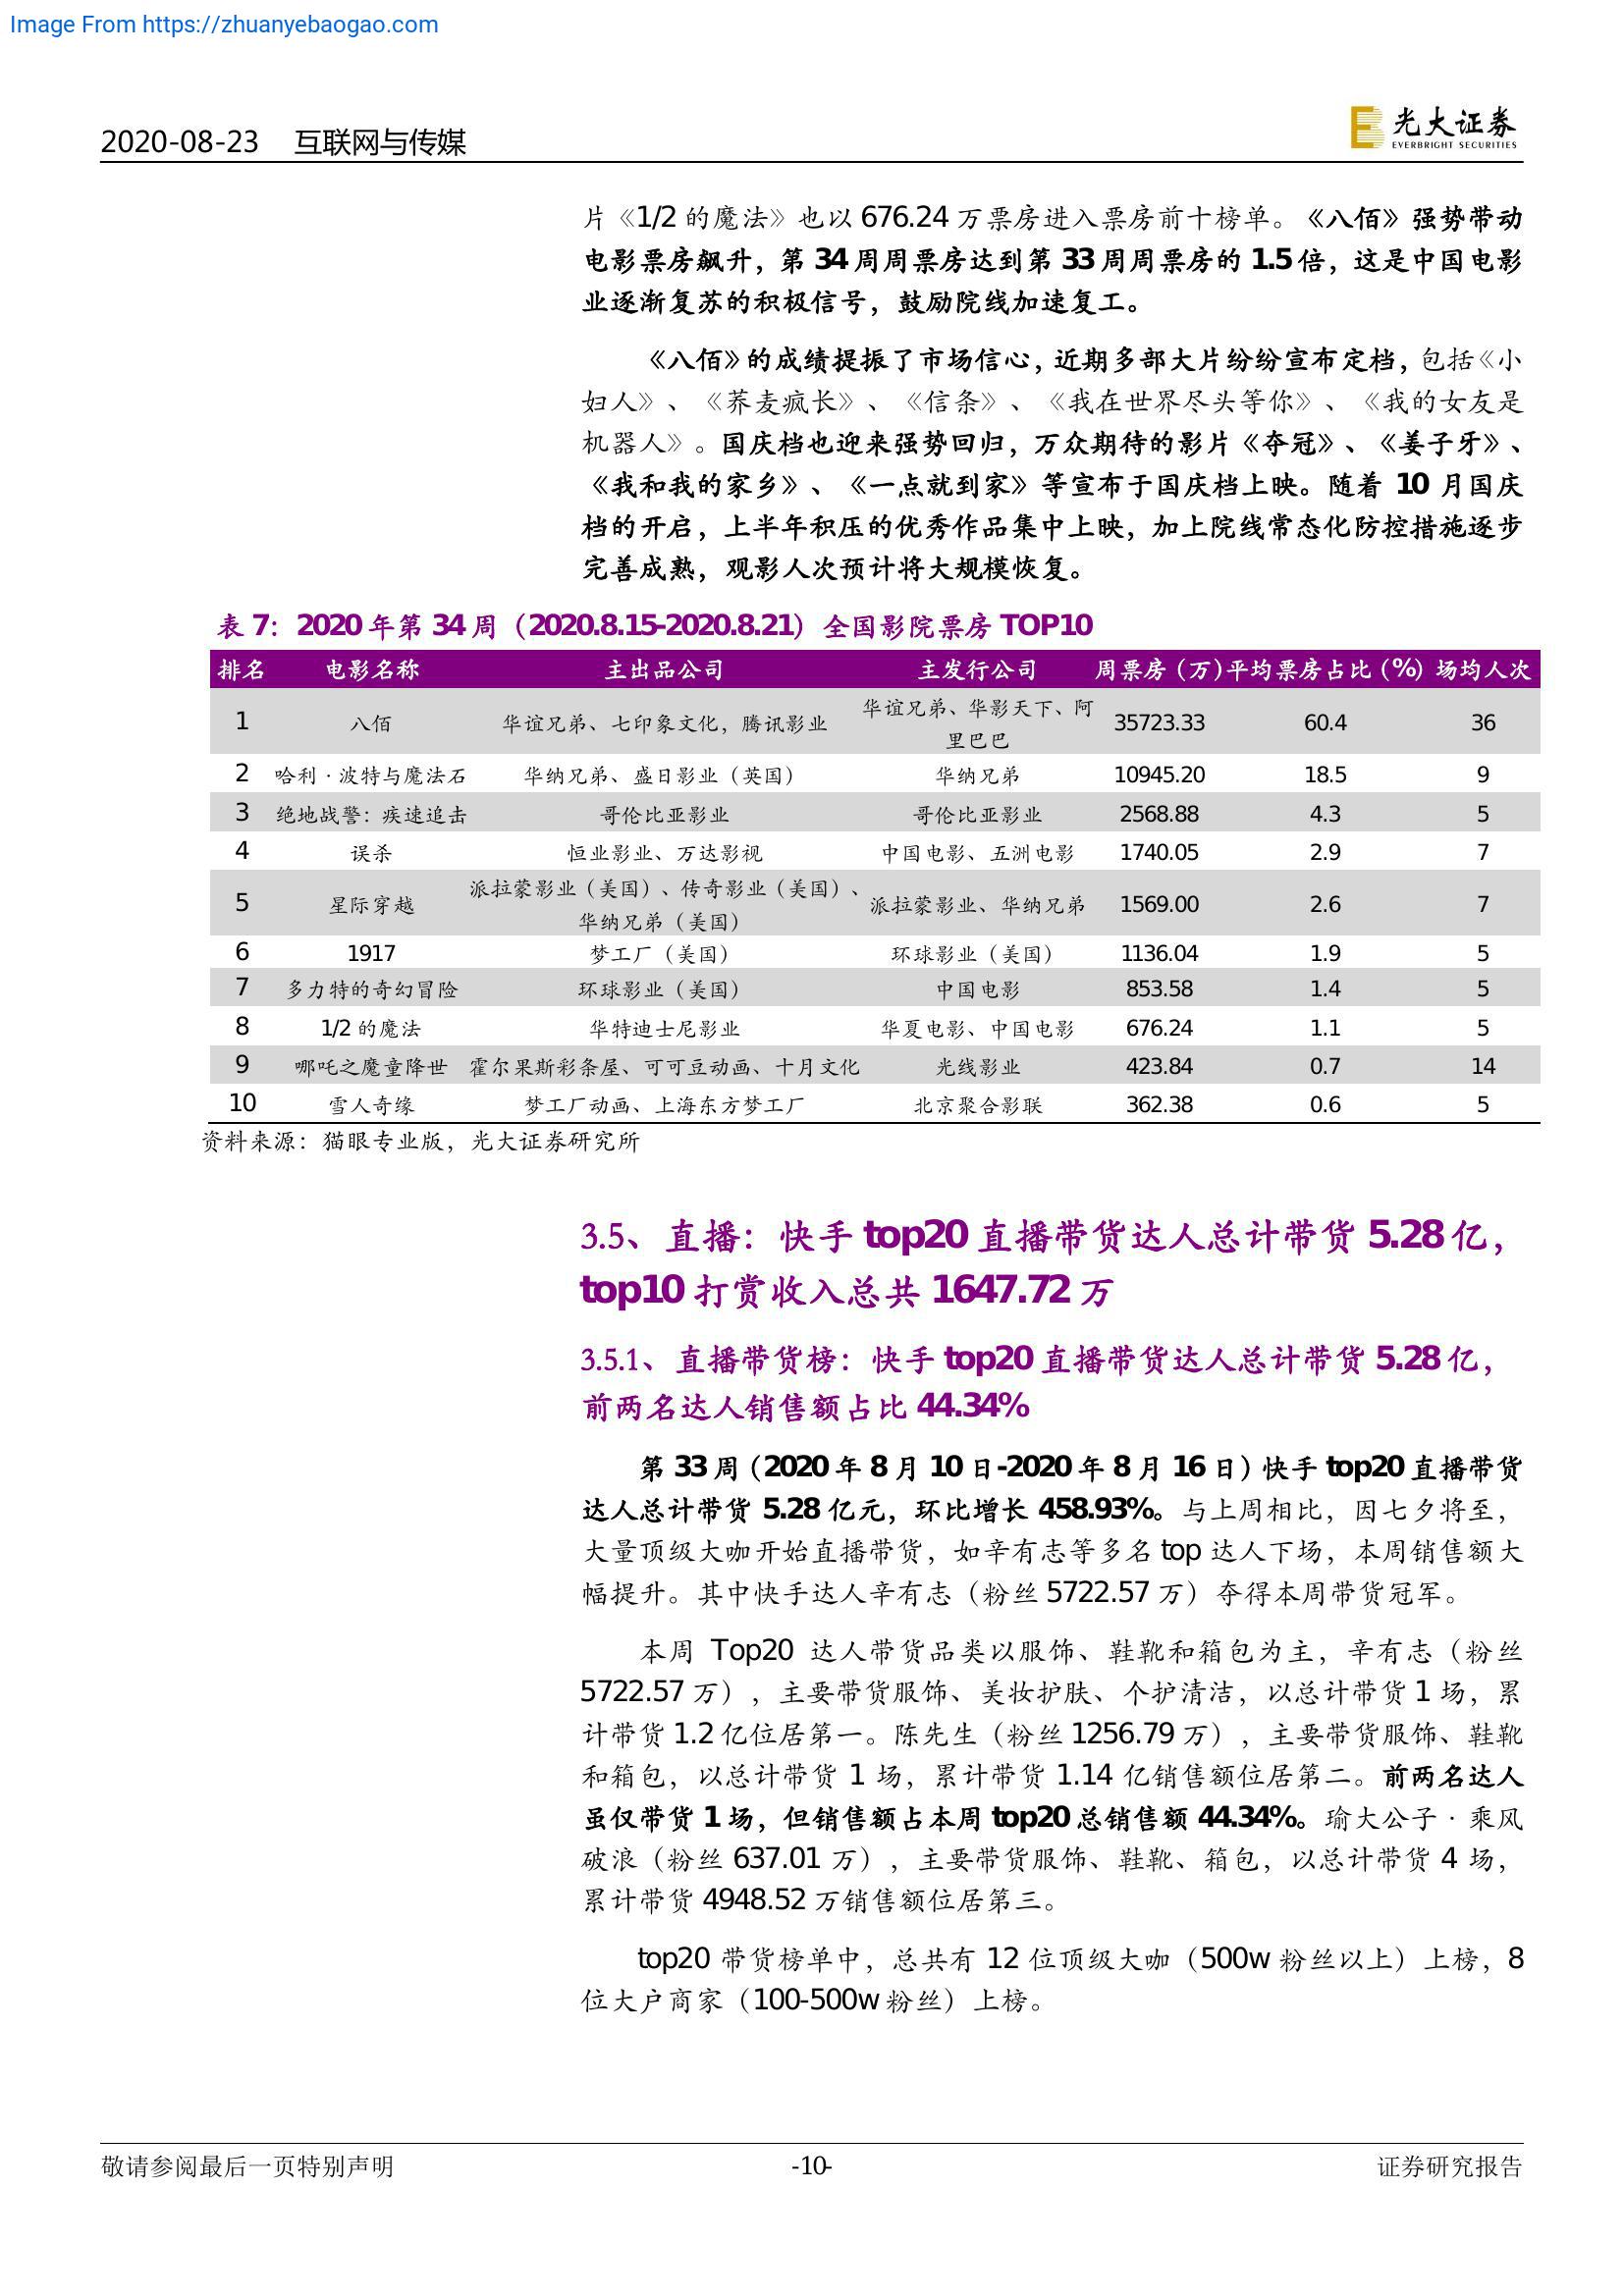 Image From https://zhuanyebaogao.com
2020-08-23 互联网与传媒
光大证券
EVERBRIGHT SECURITIES
片《1/2 的魔法》也以 676.24 万票房进入票房前十榜单。《八佰》强势带动
电影票房飙升，第 34 周周票房达到第 33 周周票房的 1.5 倍，这是中国电影
业逐渐复苏的积极信号，鼓励院线加速复工。
《八佰》的成绩提振了市场信心，近期多部大片纷纷宣布定档，包括《小
妇人》、《荞麦疯长》、《信条》、《我在世界尽头等你》、《我的女友是
机器人》。国庆档也迎来强势回归，万众期待的影片《夺冠》、《姜子牙》、
《我和我的家乡》、《一点就到家》等宣布于国庆档上映。随着 10 月国庆
档的开启，上半年积压的优秀作品集中上映，加上院线常态化防控措施逐步
完善成熟，观影人次预计将大规模恢复。
表 7：2020 年第 34 周（2020.8.15-2020.8.21）全国影院票房 TOP10
排名 电影名称 主出品公司 主发行公司 周票房（万） 平均票房占比（%） 场均人次
1 八佰 华谊兄弟、七印象文化，腾讯影业 华谊兄弟、华影天下、阿里巴巴 35723.33 60.4 36
2 哈利·波特与魔法石 华纳兄弟、盛日影业（英国） 华纳兄弟 10945.20 18.5 9
3 绝地战警：疾速追击 哥伦比亚影业 哥伦比亚影业 2568.88 4.3 5
4 误杀 恒业影业、万达影视 中国电影、五洲电影 1740.05 2.9 7
5 星际穿越 派拉蒙影业（美国）、传奇影业（美国）、华纳兄弟（美国） 派拉蒙影业、华纳兄弟 1569.00 2.6 7
6 1917 梦工厂（美国） 环球影业（美国） 1136.04 1.9 5
7 多力特的奇幻冒险 环球影业（美国） 中国电影 853.58 1.4 5
8 1/2 的魔法 华特迪士尼影业 华夏电影、中国电影 676.24 1.1 5
9 哪吒之魔童降世 霍尔果斯彩条屋、可可豆动画、十月文化 光线影业 423.84 0.7 14
10 雪人奇缘 梦工厂动画、上海东方梦工厂 北京聚合影联 362.38 0.6 5
资料来源：猫眼专业版，光大证券研究所
3.5、直播：快手 top20 直播带货达人总计带货 5.28 亿，
top10 打赏收入总共 1647.72 万
3.5.1、直播带货榜：快手 top20 直播带货达人总计带货 5.28 亿，
前两名达人销售额占比 44.34%
第 33 周（2020 年 8 月 10 日-2020 年 8 月 16 日）快手 top20 直播带货
达人总计带货 5.28 亿元，环比增长 458.93%。与上周相比，因七夕将至，
大量顶级大咖开始直播带货，如辛有志等多名 top 达人下场，本周销售额大
幅提升。其中快手达人辛有志（粉丝 5722.57 万）夺得本周带货冠军。
本周 Top20 达人带货品类以服饰、鞋靴和箱包为主，辛有志（粉丝
5722.57 万），主要带货服饰、美妆护肤、个护清洁，以总计带货 1 场，累
计带货 1.2 亿位居第一。陈先生（粉丝 1256.79 万），主要带货服饰、鞋靴
和箱包，以总计带货 1 场，累计带货 1.14 亿销售额位居第二。前两名达人
虽仅带货 1 场，但销售额占本周 top20 总销售额 44.34%。瑜大公子·乘风
破浪（粉丝 637.01 万），主要带货服饰、鞋靴、箱包，以总计带货 4 场，
累计带货 4948.52 万销售额位居第三。
top20 带货榜单中，总共有 12 位顶级大咖（500w 粉丝以上）上榜，8
位大户商家（100-500w 粉丝）上榜。
敬请参阅最后一页特别声明 -10- 证券研究报告